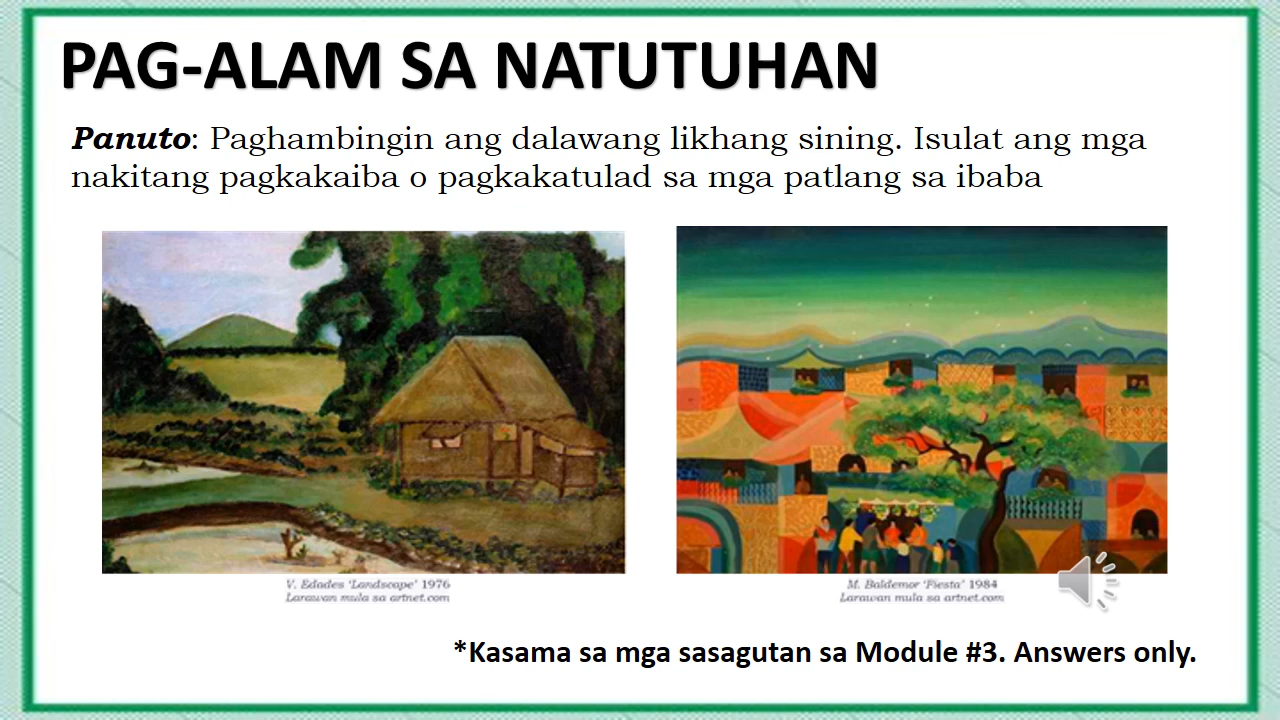 PAG-ALAM SA NATUTUHAN
Panuto: Paghambingin ang dalawang likhang sining. Isulat ang mga
nakitang pagkakaiba o pagkakatulad sa mga patlang sa ibaba
V. Edades 'Landscape' 1976
Larawan mula sa artnet.com
M. Baldemor 'Fiesta' 1984
Larawan mula sa artnet.com
*Kasama sa mga sasagutan sa Module #3. Answers only.